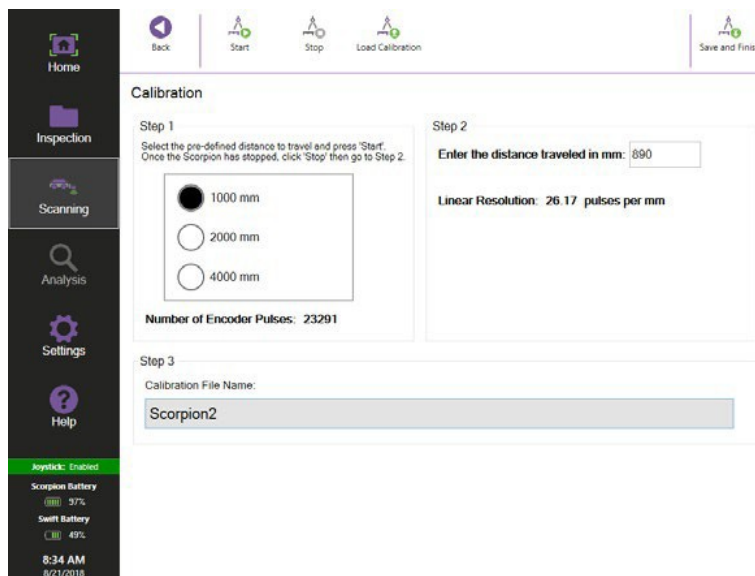 Home
Inspection
Scanning
Analysis
Settings
Help
Joystick: Enabled
Scorpion Battery
97%
Swift Battery
49%
8:34 AM
8/21/2018
Back
Start
Stop
Load Calibration
Save and Finis
Calibration
Step 1
Select the pre-defined distance to travel and press 'Start'.
Once the Scorpion has stopped, click 'Stop' then go to Step 2.
1000 mm
2000 mm
4000 mm
Number of Encoder Pulses: 23291
Step 2
Enter the distance traveled in mm: 890
Linear Resolution: 26.17 pulses per mm
Step 3
Calibration File Name:
Scorpion2